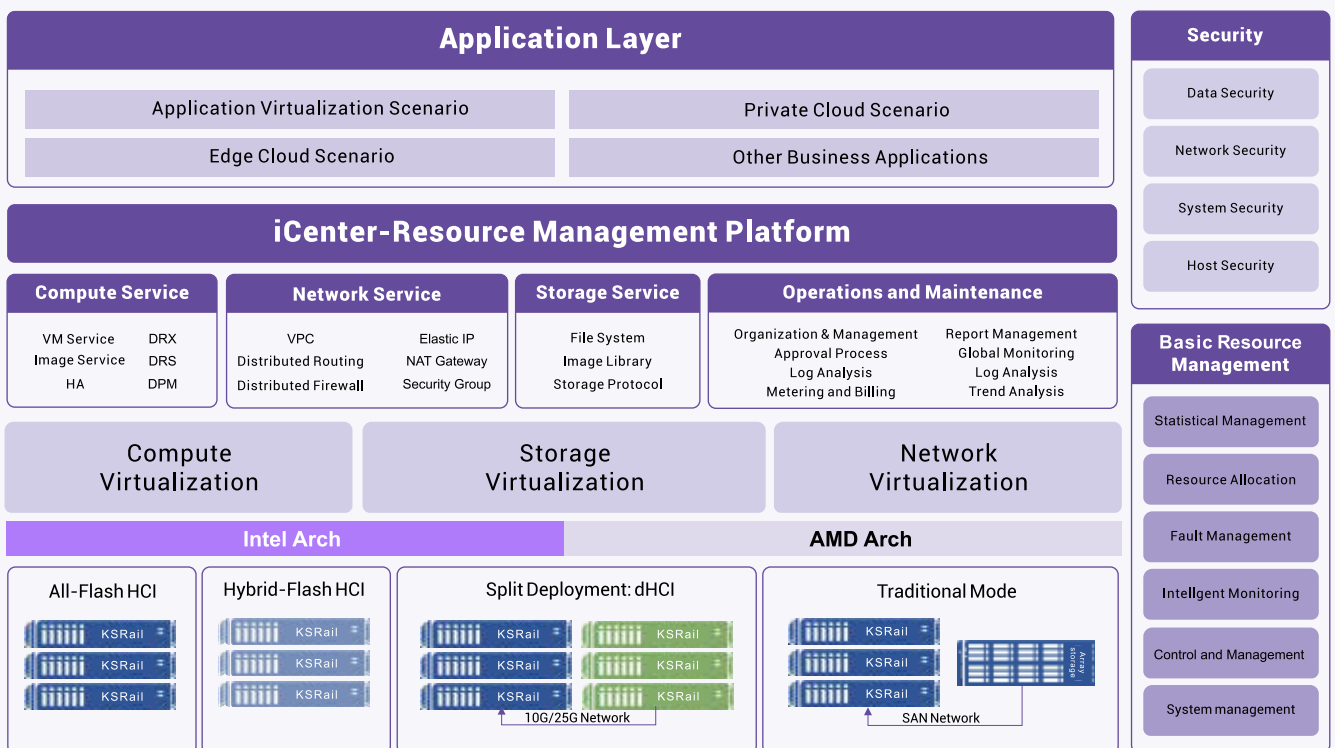 Application Layer
Application Virtualization Scenario
Private Cloud Scenario
Edge Cloud Scenario
Other Business Applications
iCenter-Resource Management Platform
Compute Service
VM Service
DRX
Image Service
DRS
HA
DPM
Network Service
VPC
Elastic IP
Distributed Routing
NAT Gateway
Distributed Firewall
Security Group
Storage Service
File System
Image Library
Storage Protocol
Operations and Maintenance
Organization & Management
Report Management
Approval Process
Global Monitoring
Log Analysis
Log Analysis
Metering and Billing
Trend Analysis
Compute
Virtualization
Storage
Virtualization
Network
Virtualization
Intel Arch
AMD Arch
All-Flash HCI
KSRail
KSRail
KSRail
Hybrid-Flash HCI
KSRail
KSRail
KSRail
Split Deployment: dHCI
KSRail
KSRail
KSRail
KSRail
KSRail
KSRail
10G/25G Network
Traditional Mode
KSRail
KSRail
KSRail
Array
storage
SAN Network
Security
Data Security
Network Security
System Security
Host Security
Basic Resource
Management
Statistical Management
Resource Allocation
Fault Management
Intellgent Monitoring
Control and Management
System management